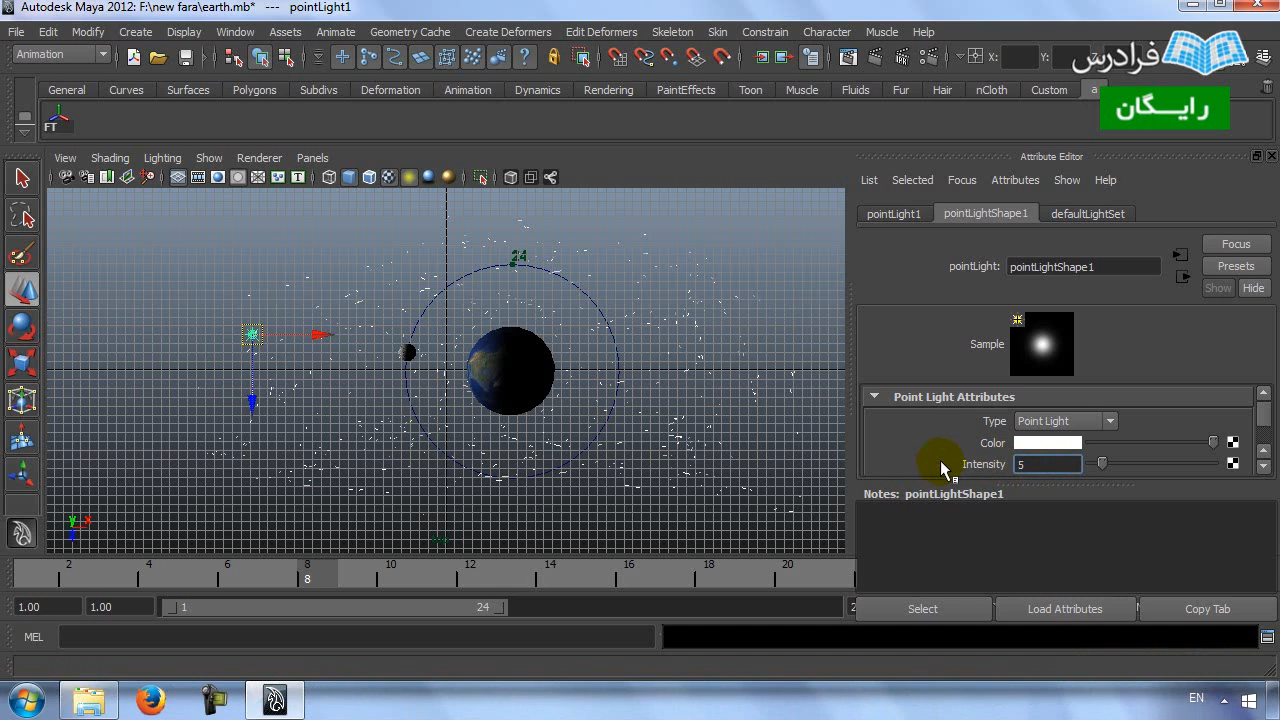 Autodesk Maya 2012: F:\new fara\earth.mb* --- pointLight1
File Edit Modify Create Display Window Assets Animate Geometry Cache Create Deformers Edit Deformers Skeleton Skin Constrain Character Muscle Help
Animation X: Y:
فرادرس
General Curves Surfaces Polygons Subdivs Deformation Animation Dynamics Rendering PaintEffects Toon Muscle Fluids Fur Hair nCloth Custom a
رایگان
FT
View Shading Lighting Show Renderer Panels
Attribute Editor
List Selected Focus Attributes Show Help
pointLight1 pointLightShape1 defaultLightSet
Focus
pointLight: pointLightShape1 Presets
Show Hide
24
Sample
Point Light Attributes
Type Point Light
Color
Intensity 5
Notes: pointLightShape1
y x
2 4 6 8 10 12 14 16 18 20
8
1.00 1.00 1 24 2
Select Load Attributes Copy Tab
MEL
EN